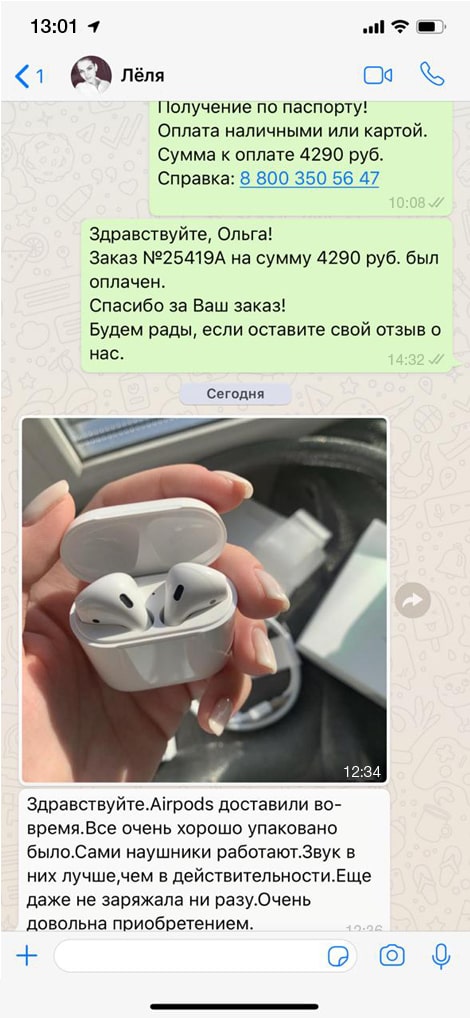 13:01
1
Лёля
Получение по паспорту!
Оплата наличными или картой.
Сумма к оплате 4290 руб.
Справка: 8 800 350 56 47
10:08
Здравствуйте, Ольга!
Заказ №25419А на сумму 4290 руб. был
оплачен.
Спасибо за Ваш заказ!
Будем рады, если оставите свой отзыв о
нас.
14:32
Сегодня
12:34
Здравствуйте.Airpods доставили во-
время.Все очень хорошо упаковано
было.Сами наушники работают.Звук в
них лучше,чем в действительности.Еще
даже не заряжала ни разу.Очень
довольна приобретением.
12:36